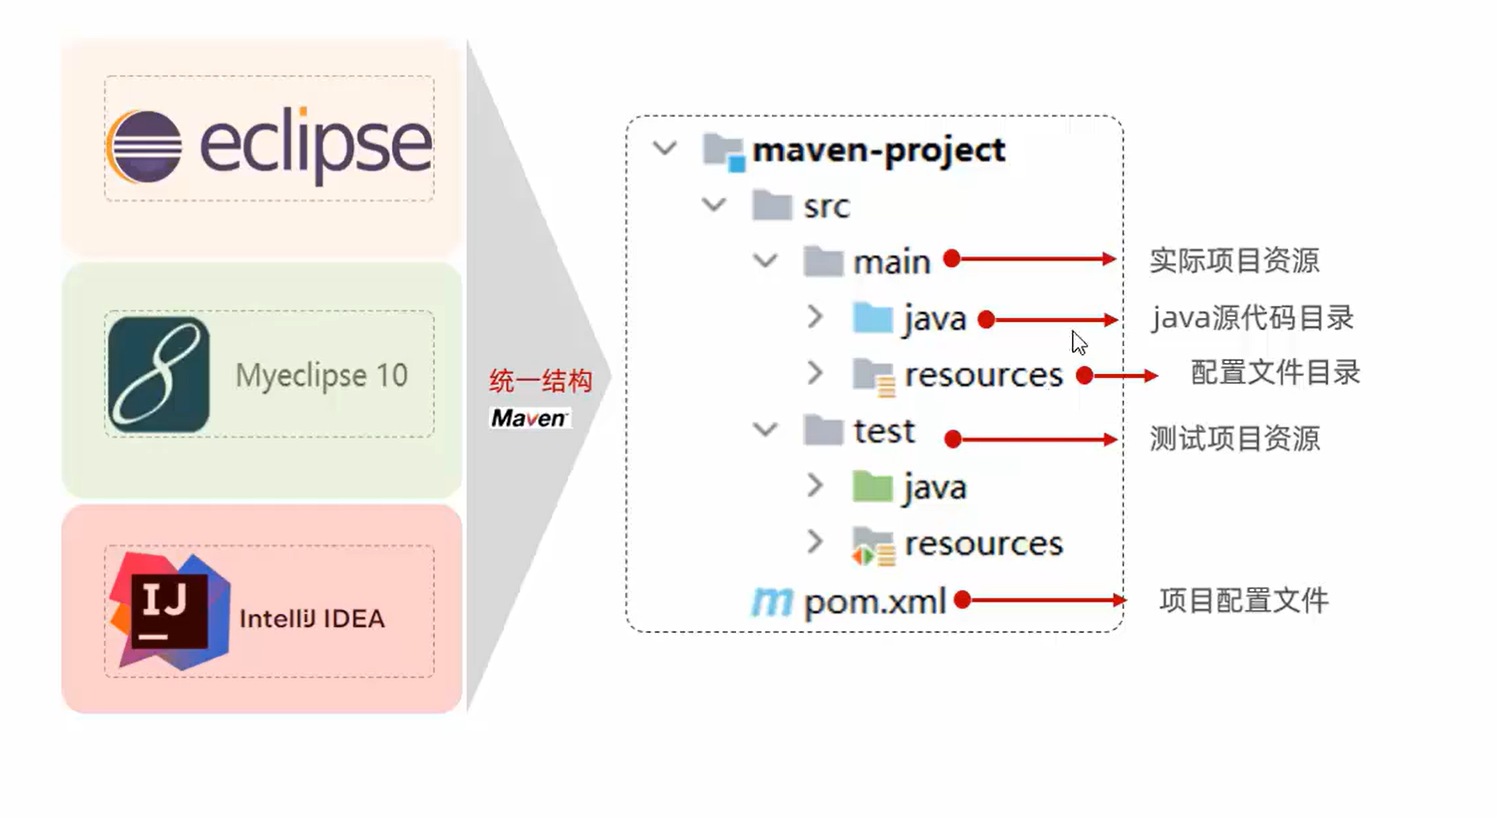 eclipse
Myeclipse 10
IntelliJ IDEA
IJ
统一结构
Maven
maven-project
src
main
实际项目资源
java
java源代码目录
resources
配置文件目录
test
测试项目资源
java
resources
pom.xml
项目配置文件